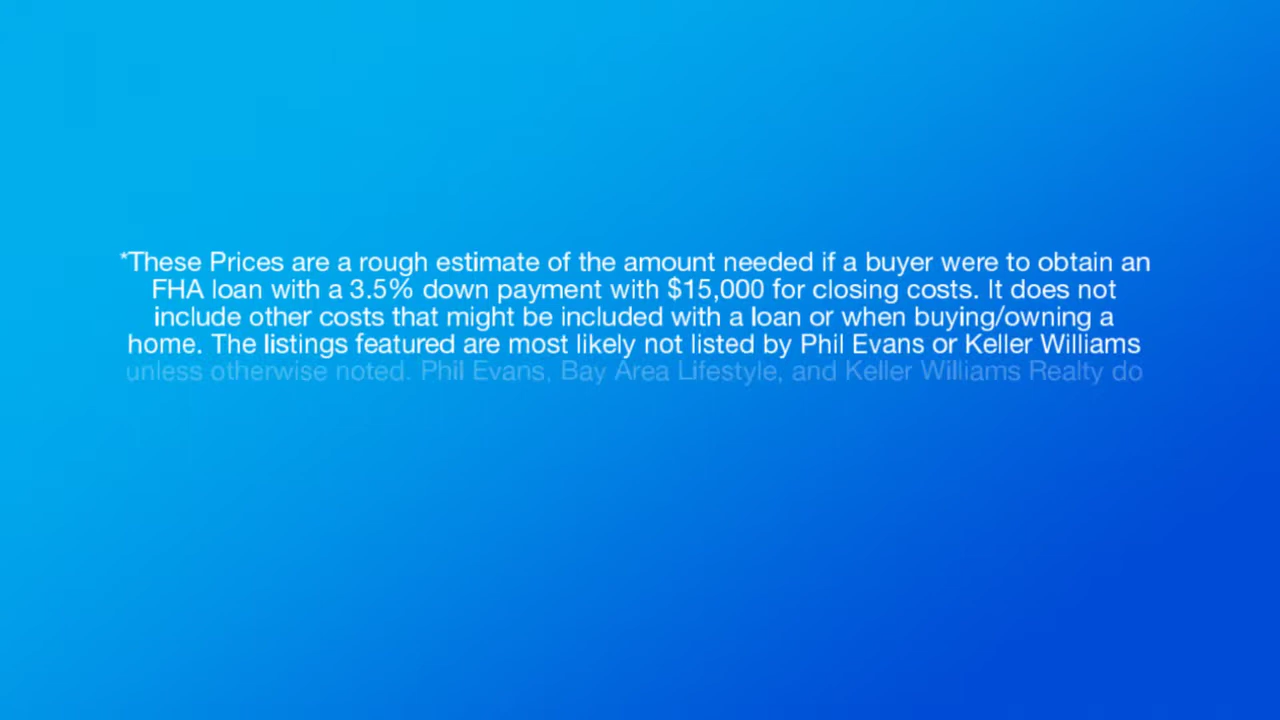 *These Prices are a rough estimate of the amount needed if a buyer were to obtain an
FHA loan with a 3.5% down payment with $15,000 for closing costs. It does not
include other costs that might be included with a loan or when buying/owning a
home. The listings featured are most likely not listed by Phil Evans or Keller Williams
unless otherwise noted. Phil Evans, Bay Area Lifestyle, and Keller Williams Realty do